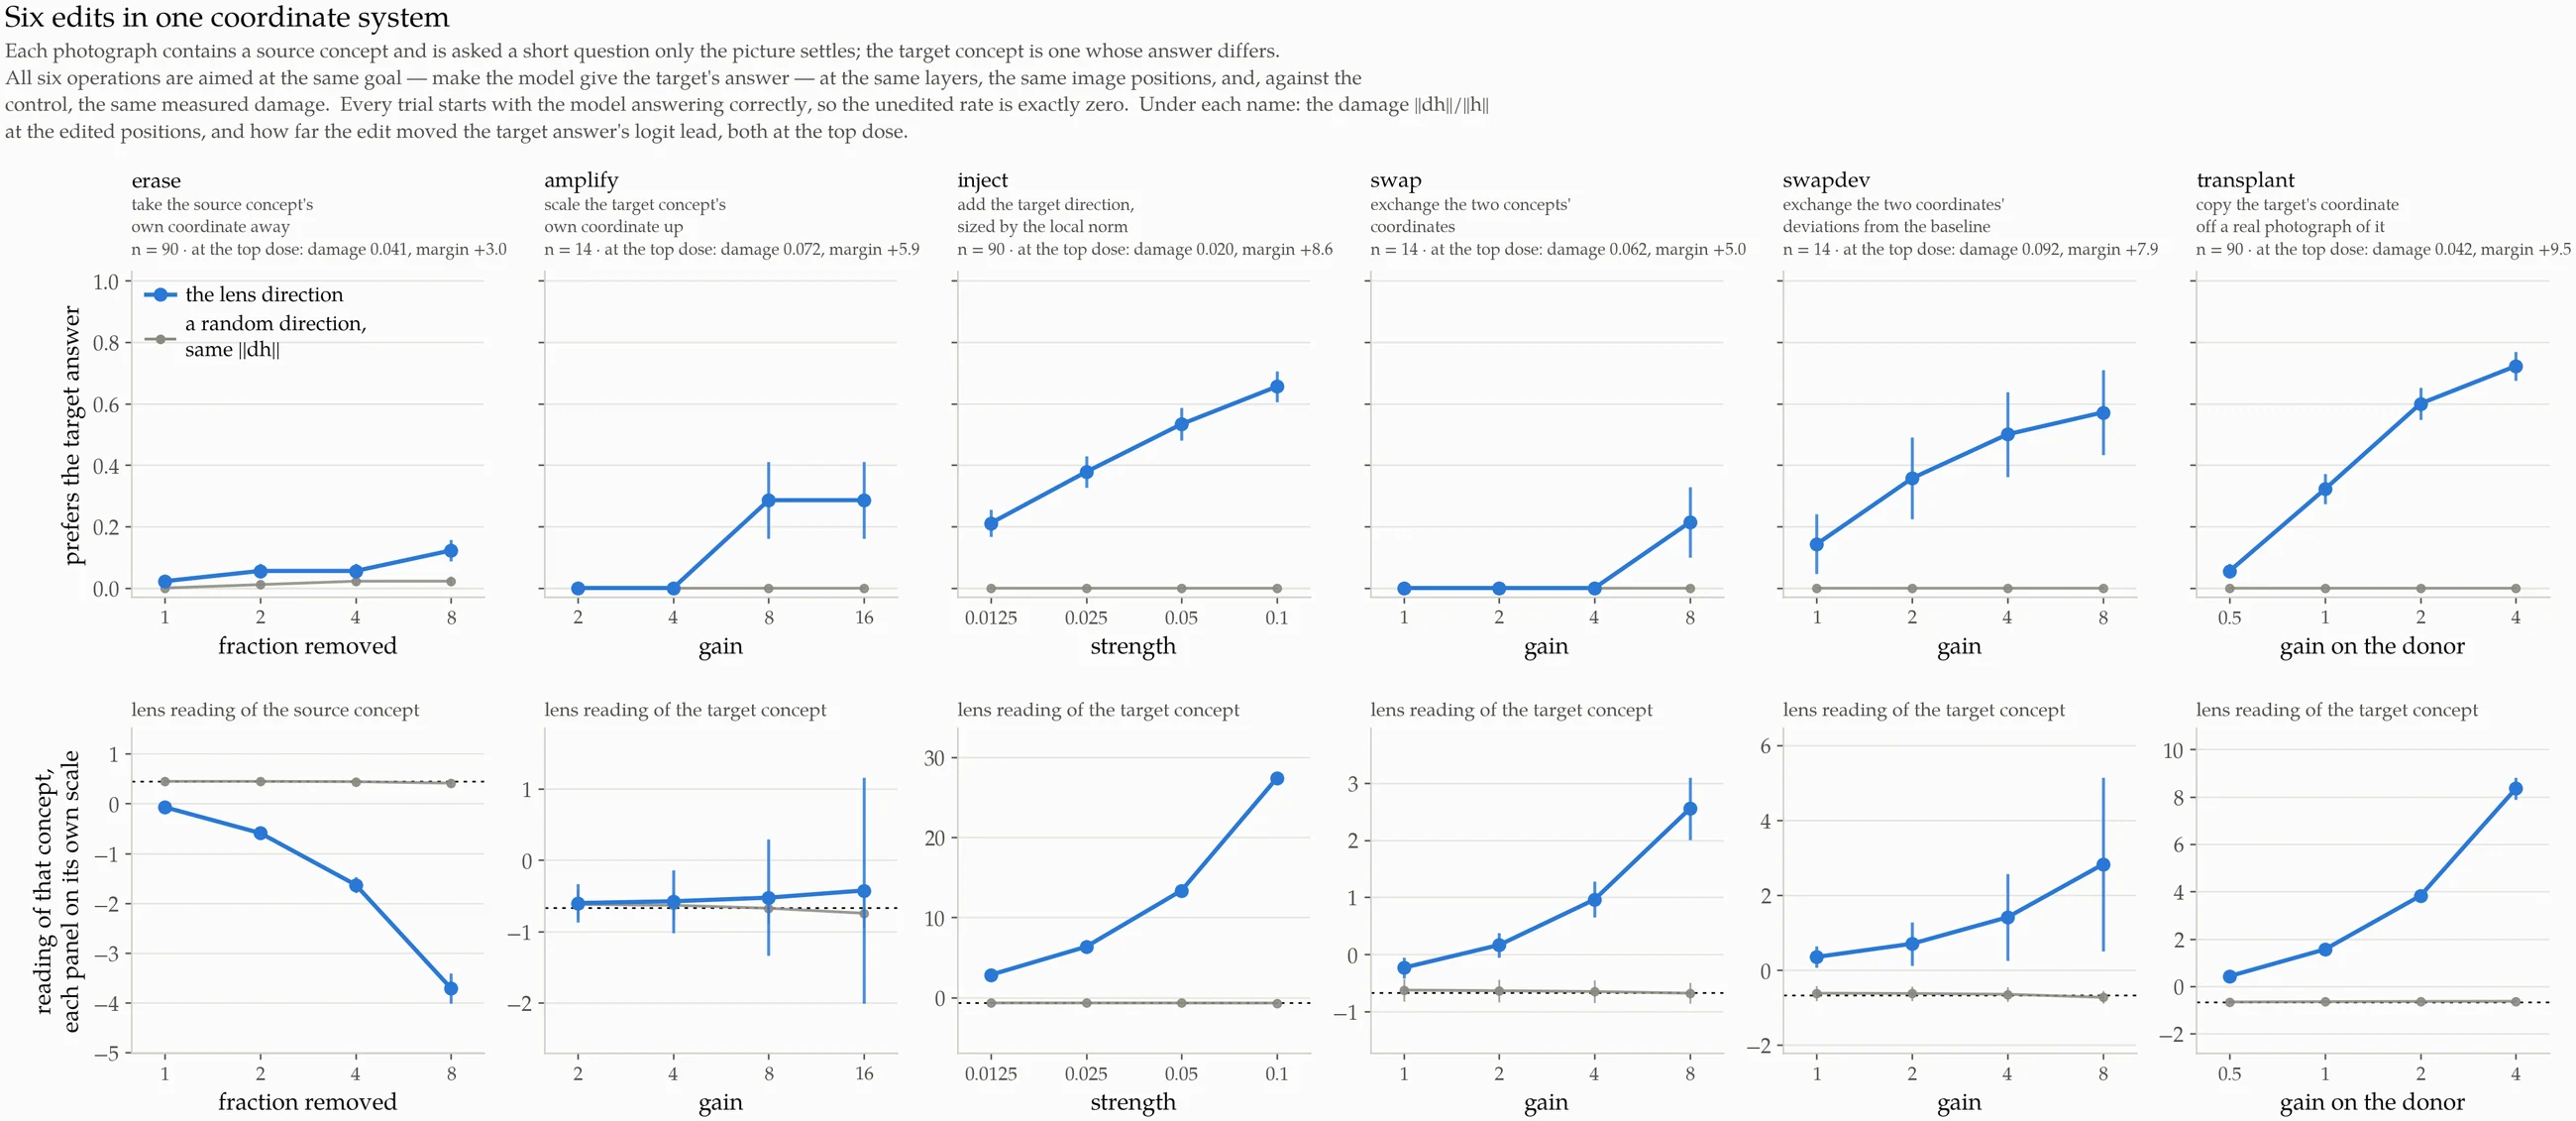 Six edits in one coordinate system
Each photograph contains a source concept and is asked a short question only the picture settles; the target concept is one whose answer differs.
All six operations are aimed at the same goal — make the model give the target's answer — at the same layers, the same image positions, and, against the
control, the same measured damage.  Every trial starts with the model answering correctly, so the unedited rate is exactly zero.  Under each name: the damage ||dh||/||h||
at the edited positions, and how far the edit moved the target answer's logit lead, both at the top dose.
erase
take the source concept's
own coordinate away
n = 90 · at the top dose: damage 0.041, margin +3.0
amplify
scale the target concept's
own coordinate up
n = 14 · at the top dose: damage 0.072, margin +5.9
inject
add the target direction,
sized by the local norm
n = 90 · at the top dose: damage 0.020, margin +8.6
swap
exchange the two concepts'
coordinates
n = 14 · at the top dose: damage 0.062, margin +5.0
swapdev
exchange the two coordinates'
deviations from the baseline
n = 14 · at the top dose: damage 0.092, margin +7.9
transplant
copy the target's coordinate
off a real photograph of it
n = 90 · at the top dose: damage 0.042, margin +9.5
prefers the target answer
1.0
0.8
0.6
0.4
0.2
0.0
the lens direction
a random direction,
same ||dh||
1 2 4 8
fraction removed
2 4 8 16
gain
0.0125 0.025 0.05 0.1
strength
1 2 4 8
gain
1 2 4 8
gain
0.5 1 2 4
gain on the donor
reading of that concept,
each panel on its own scale
lens reading of the source concept
1
0
−1
−2
−3
−4
−5
1 2 4 8
fraction removed
lens reading of the target concept
1
0
−1
−2
2 4 8 16
gain
lens reading of the target concept
30
20
10
0
0.0125 0.025 0.05 0.1
strength
lens reading of the target concept
3
2
1
0
−1
1 2 4 8
gain
lens reading of the target concept
6
4
2
0
−2
1 2 4 8
gain
lens reading of the target concept
10
8
6
4
2
0
−2
0.5 1 2 4
gain on the donor